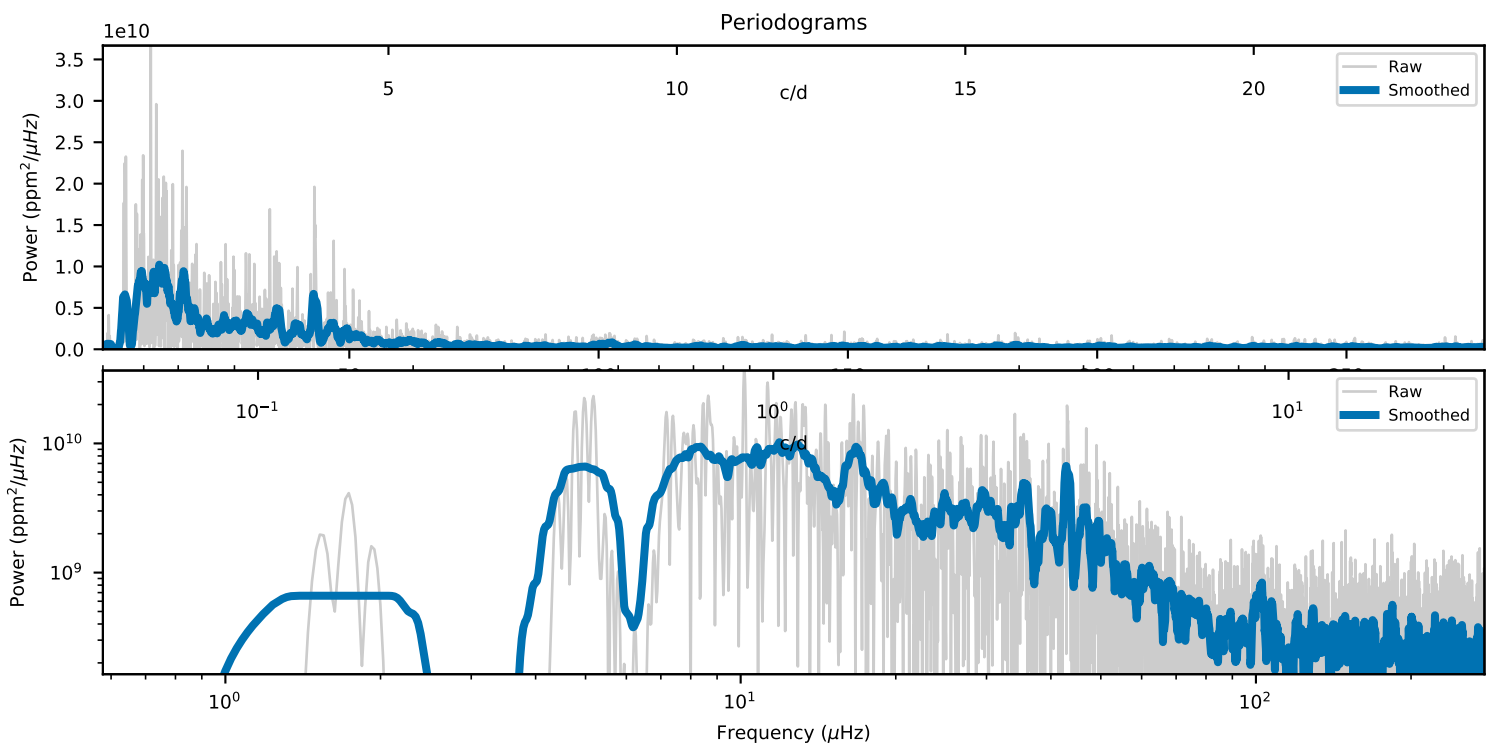 Periodograms
1e10
3.5
3.0
2.5
2.0
1.5
1.0
0.5
0.0
Power (ppm²/μHz)
5 10 15 20
c/d
Raw
Smoothed
10⁻¹ 10⁰ 10¹
c/d
Raw
Smoothed
10¹⁰
10⁹
Power (ppm²/μHz)
10⁰ 10¹ 10²
Frequency (μHz)